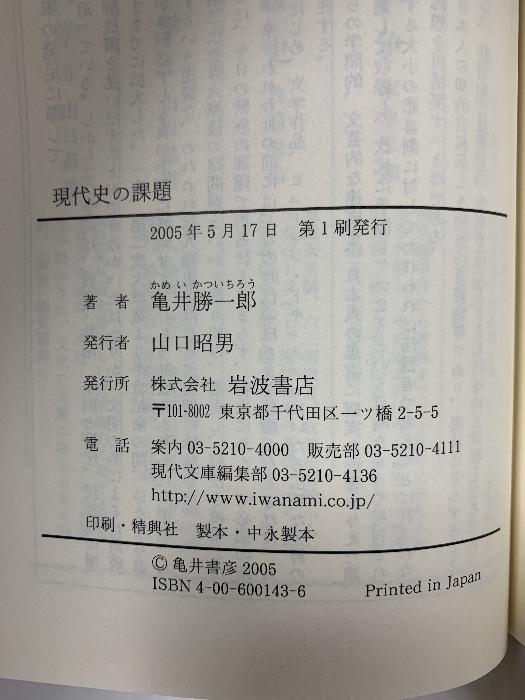 現代史の課題
2005年5月17日 第1刷発行
かめ い かついちろう
著 者 亀井勝一郎
発行者 山口昭男
発行所 株式会社 岩波書店
〒101-8002 東京都千代田区一ツ橋2-5-5
電 話 案内 03-5210-4000 販売部 03-5210-4111
現代文庫編集部 03-5210-4136
http://www.iwanami.co.jp/
印刷・精興社 製本・中永製本
© 亀井書彦 2005
ISBN 4-00-600143-6 Printed in Japan